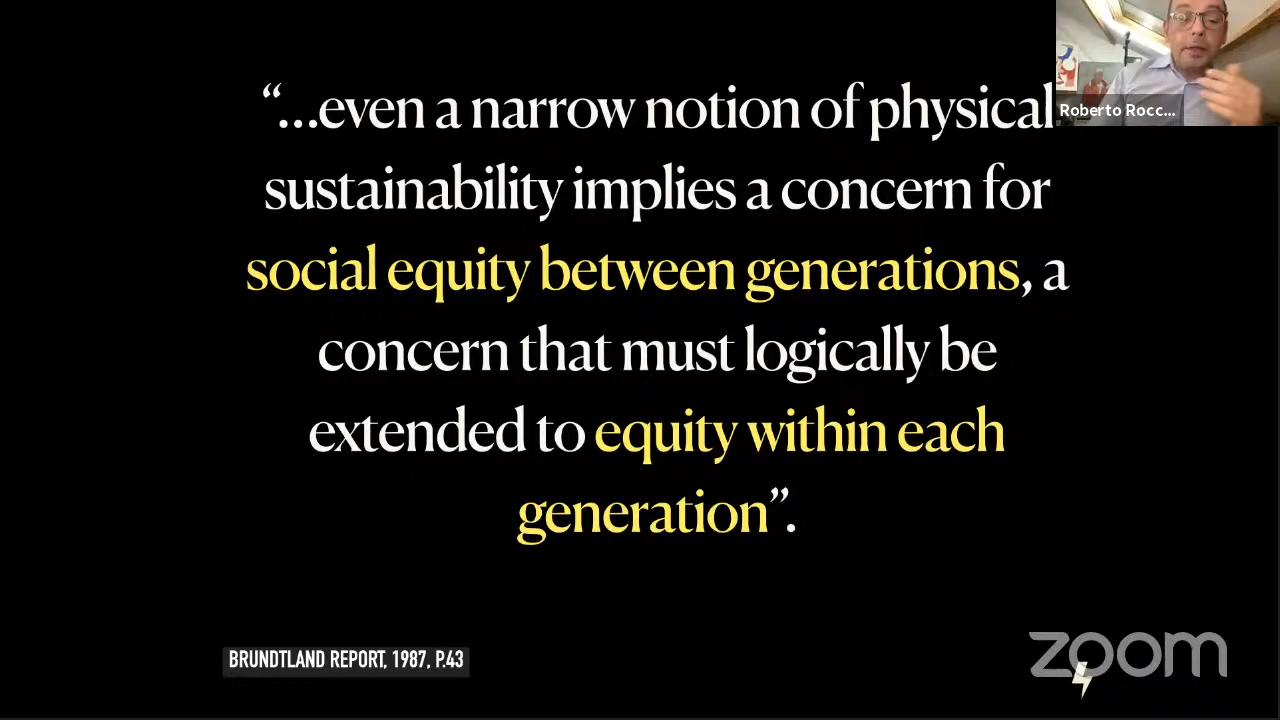 “...even a narrow notion of physical
sustainability implies a concern for
social equity between generations, a
concern that must logically be
extended to equity within each
generation”.
Roberto Rocc...
BRUNDTLAND REPORT, 1987, P.43
zoom